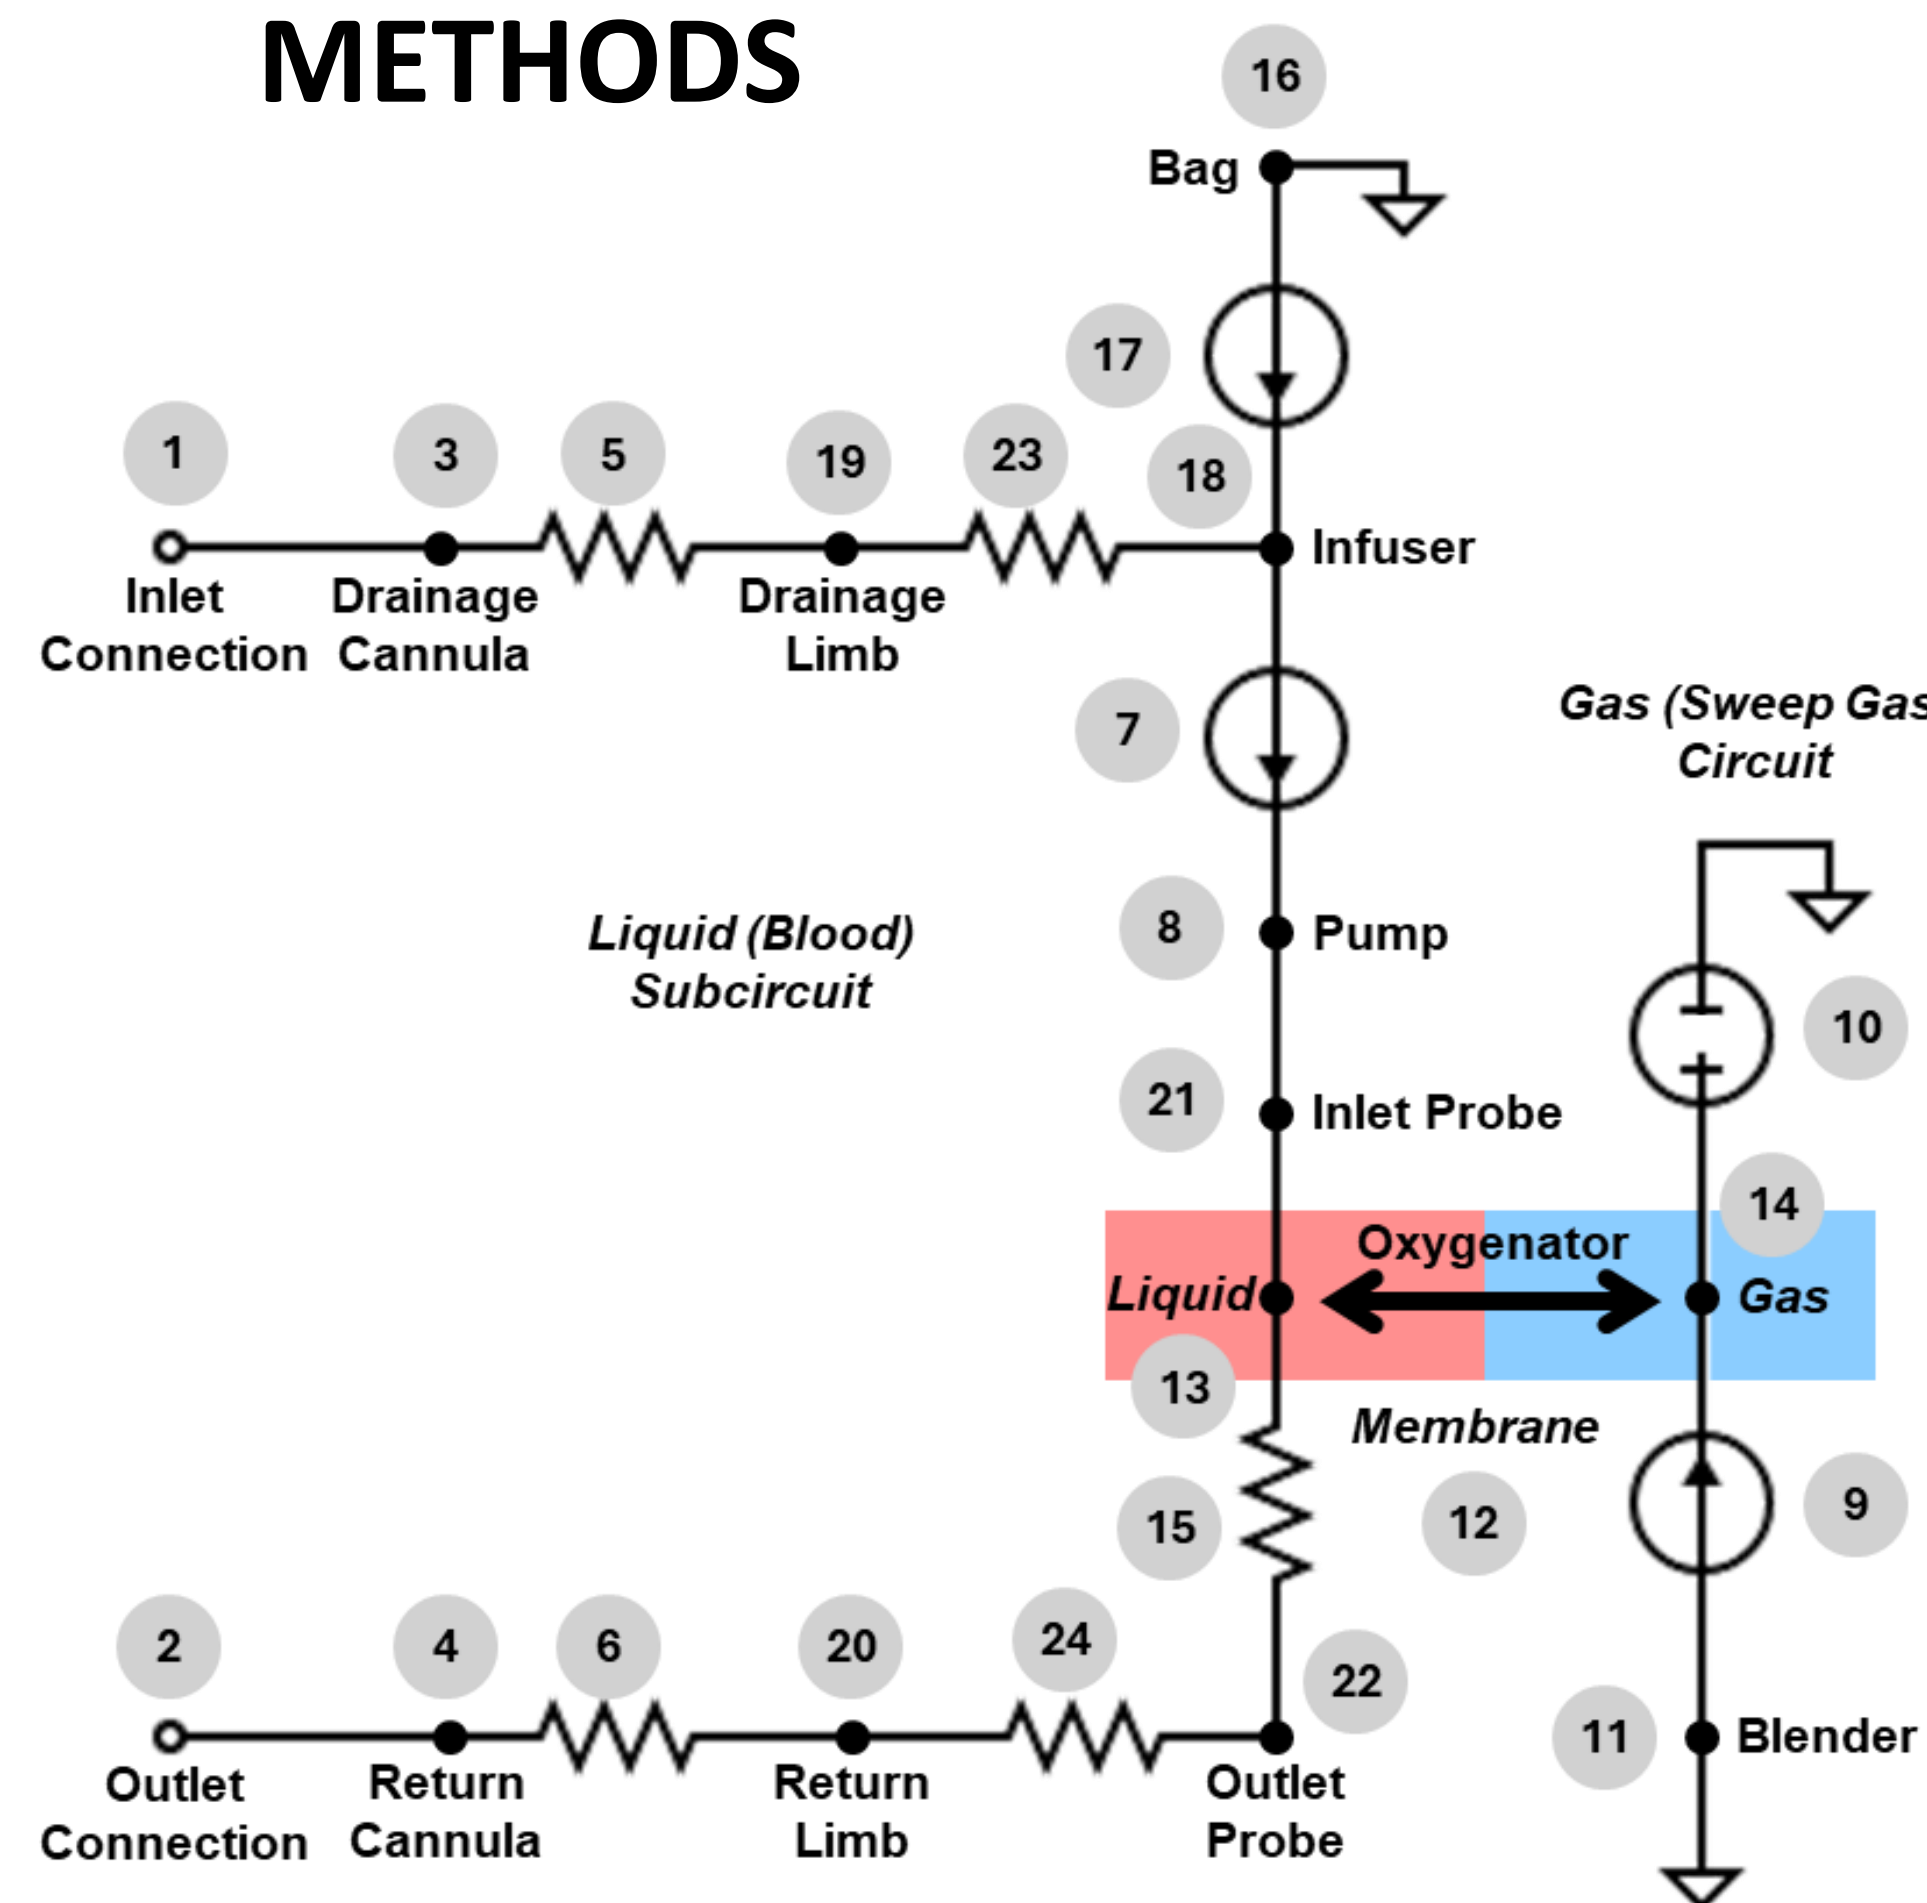 METHODS
16
Bag
17
1
3
5
19
23
18
Infuser
Inlet
Connection
Drainage
Cannula
Drainage
Limb
7
Gas (Sweep Gas
Circuit
8
Pump
Liquid (Blood)
Subcircuit
10
21
Inlet Probe
14
Oxygenator
Liquid
Gas
13
Membrane
15
12
9
2
4
6
20
24
22
11
Blender
Outlet
Connection
Return
Cannula
Return
Limb
Outlet
Probe